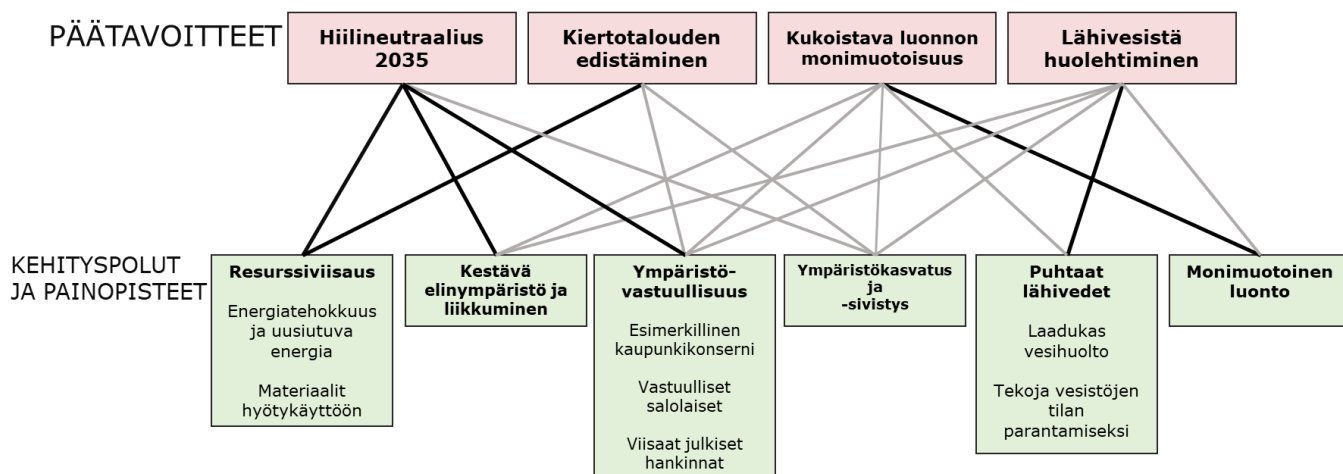 PÄÄTAVOITTEET
Hiilineutraalius
2035
Kiertotalouden
edistäminen
Kukoistava luonnon
monimuotoisuus
Lähivesistä
huolehtiminen
KEHITYSPOLUT
JA PAINOPISTEET
Resurssiviisaus
Energiatehokkuus
ja uusiutuva
energia
Materiaalit
hyötykäyttöön
Kestävä
elinympäristö ja
liikkuminen
Ympäristö-
vastuullisuus
Esimerkillinen
kaupunkikonserni
Vastuulliset
salolaiset
Viisaat julkiset
hankinnat
Ympäristökasvatus
ja
-sivistys
Puhtaat
lähivedet
Laadukas
vesihuolto
Tekoja vesistöjen
tilan
parantamiseksi
Monimuotoinen
luonto